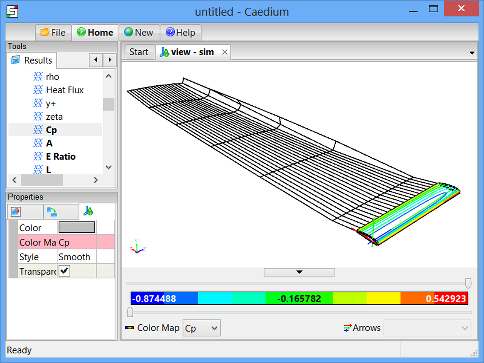 untitled - Caedium
File Home New Help
Tools
Results
rho
Heat Flux
y+
zeta
Cp
A
E Ratio
L
Properties
Color
Color Ma Cp
Style Smooth
Transpare
Start view - sim
-0.874488 -0.165782 0.542923
Color Map Cp Arrows
Ready